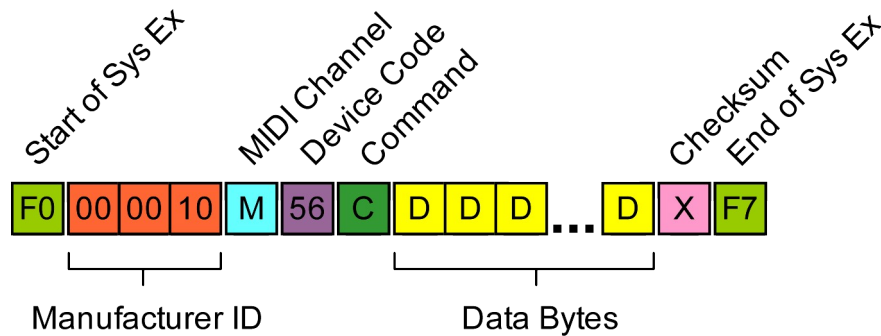 Start of Sys Ex
MIDI Channel
Device Code
Command
Checksum
End of Sys Ex
F0 00 00 10 M 56 C D D D ... D X F7
Manufacturer ID
Data Bytes